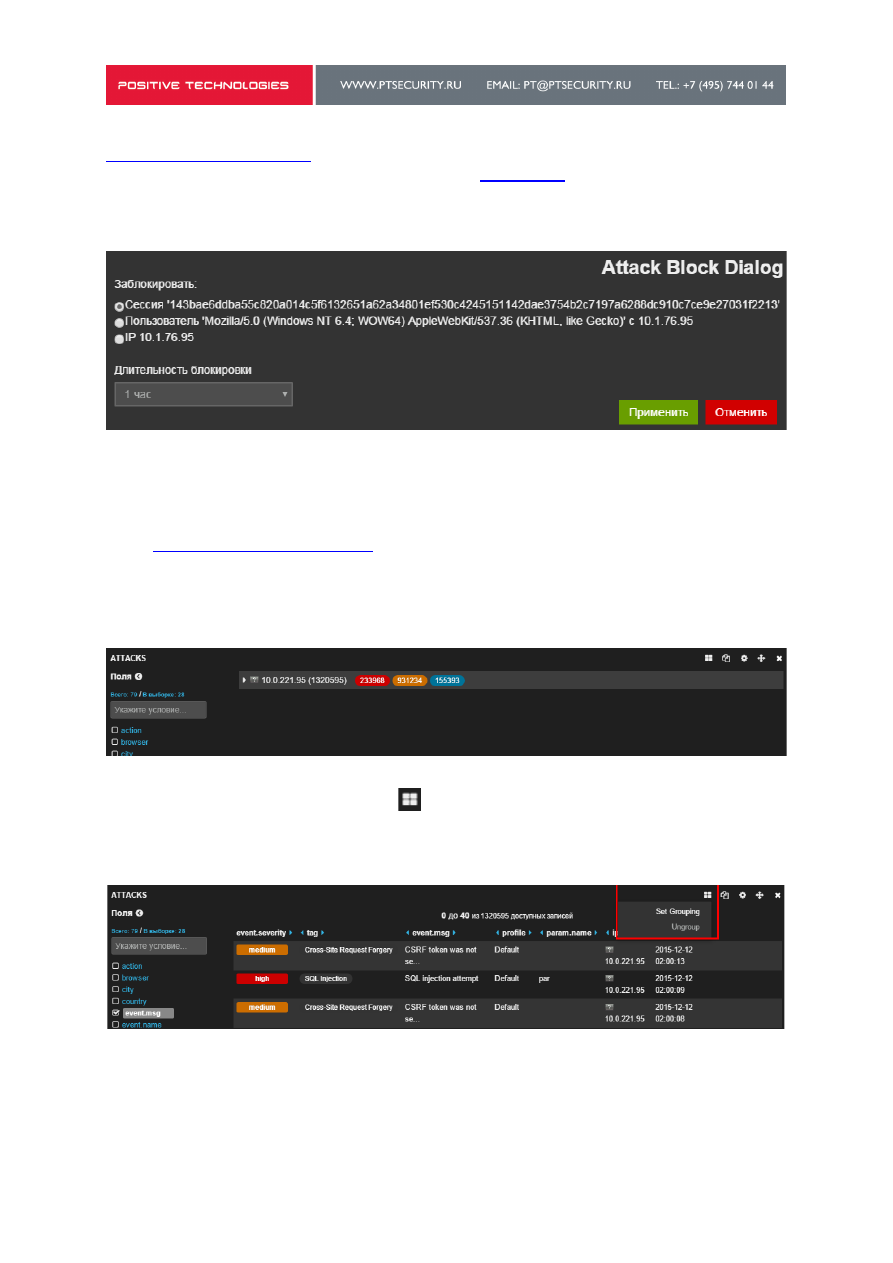 POSITIVE TECHNOLOGIES WWW.PTSECURITY.RU EMAIL: PT@PTSECURITY.RU TEL.: +7 (495) 744 01 44
Attack Block Dialog
Заблокировать:
Сессия '143bae6ddba55c820a014c5f6132651a62a34801ef530c4245151142dae3754b2c7197a6288dc910c7ce9e27031f2213'
Пользователь 'Mozilla/5.0 (Windows NT 6.4; WOW64) AppleWebKit/537.36 (KHTML, like Gecko)' с 10.1.76.95
IP 10.1.76.95
Длительность блокировки
1 час
Применить Отменить
ATTACKS
Поля
Всего: 79 / В выборке: 28
Укажите условие...
action
browser
city
10.0.221.95 (1320595) 233968 931234 155393
ATTACKS
Поля
Всего: 79 / В выборке: 28
Укажите условие...
action
browser
city
country
event.msg
event.name
0 до 40 из 1320595 доступных записей
Set Grouping
Ungroup
event.severity tag event.msg profile param.name ip
medium Cross-Site Request Forgery CSRF token was not se... Default 10.0.221.95 2015-12-12 02:00:13
high SQL Injection SQL injection attempt Default par 10.0.221.95 2015-12-12 02:00:09
medium Cross-Site Request Forgery CSRF token was not se... Default 10.0.221.95 2015-12-12 02:00:08